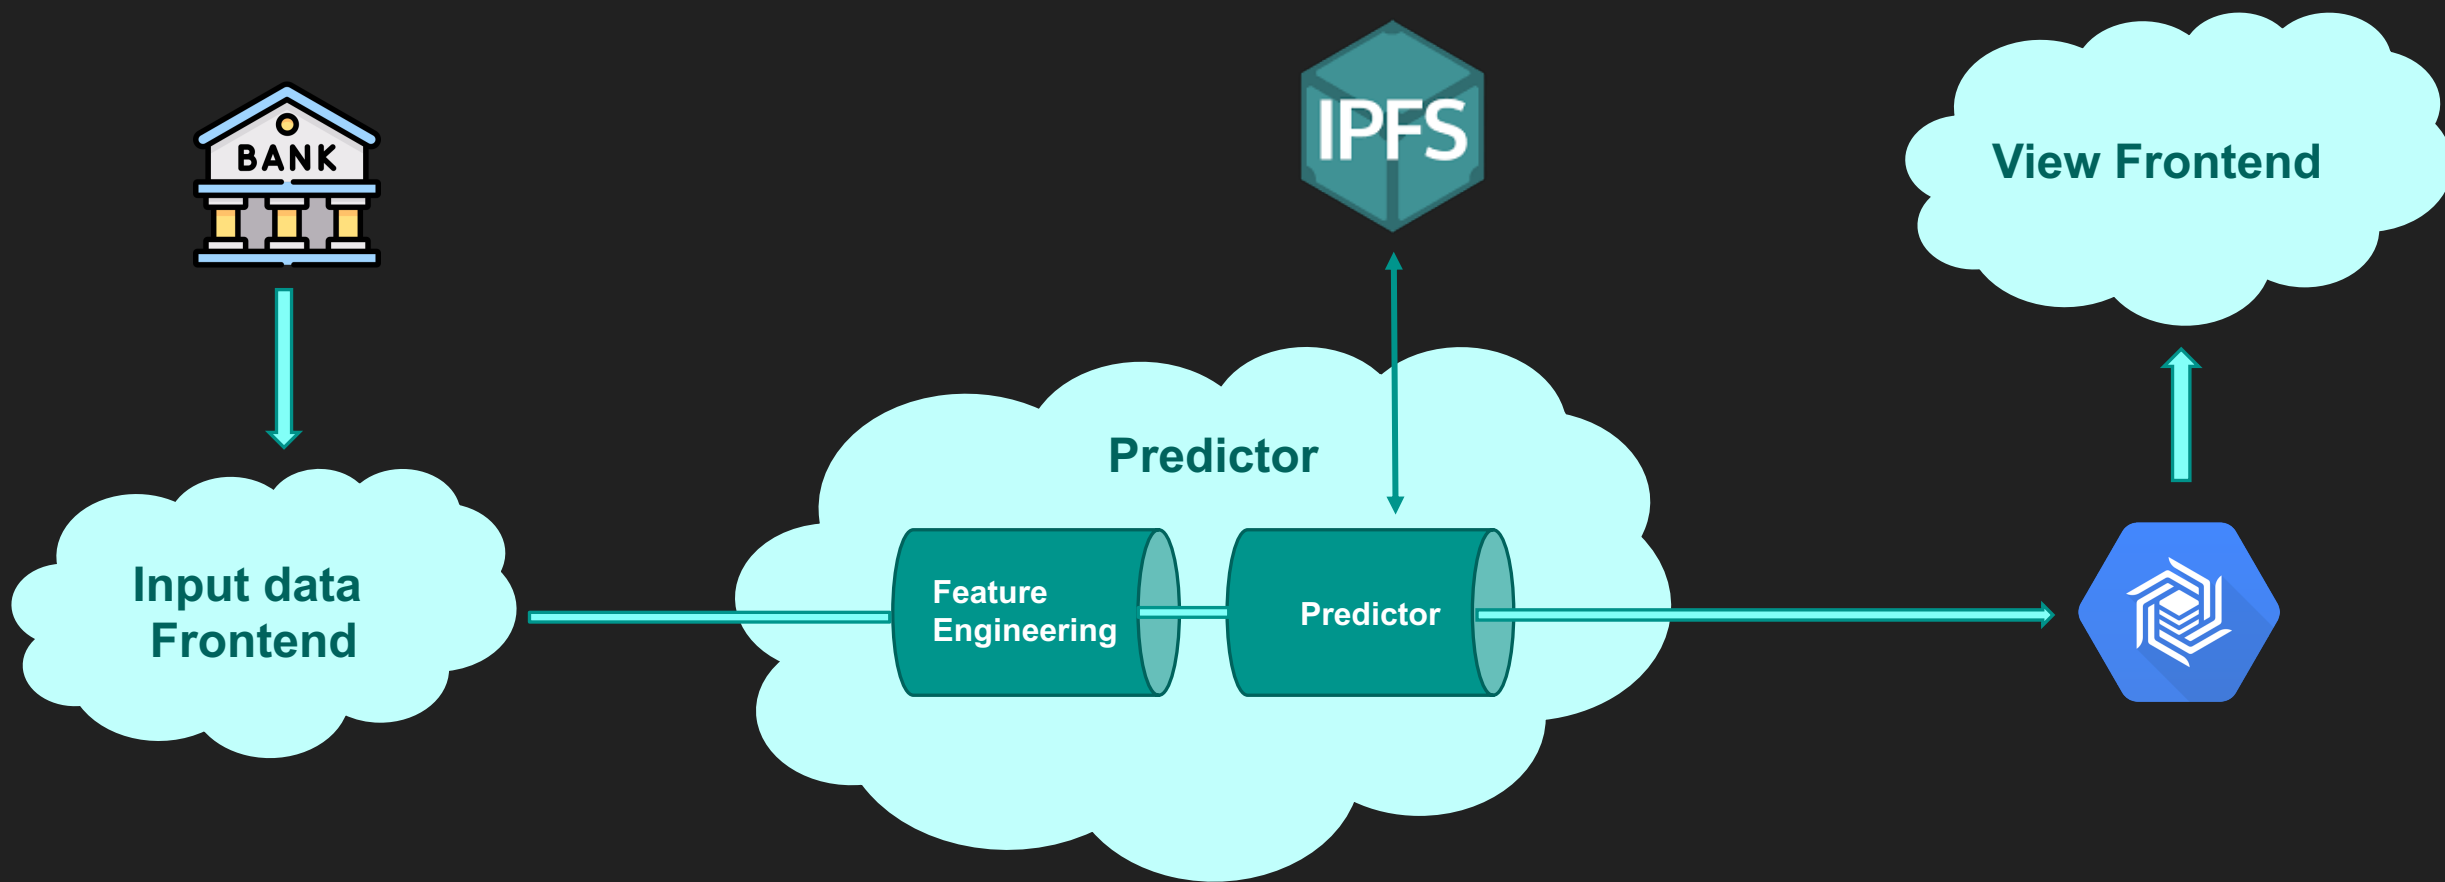 BANK
IPFS
View Frontend
Predictor
Input data
Frontend
Feature
Engineering
Predictor